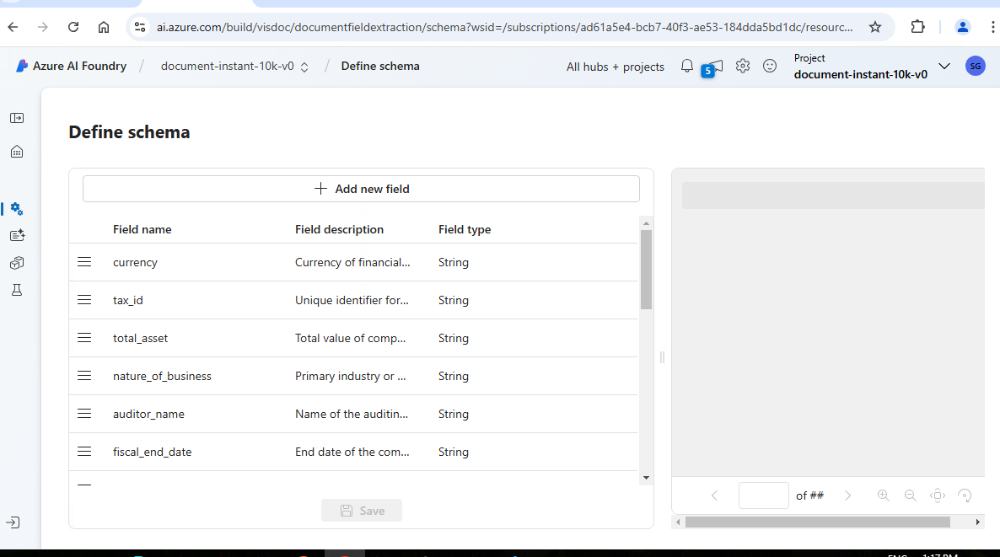 ai.azure.com/build/visdoc/documentfieldextraction/schema?wsid=/subscriptions/ad61a5e4-bcb7-40f3-ae53-184dda5bd1dc/resourc...
Azure AI Foundry / document-instant-10k-v0 / Define schema
All hubs + projects
5
Project
document-instant-10k-v0
SG
Define schema
+ Add new field
Field name Field description Field type
currency Currency of financial... String
tax_id Unique identifier for... String
total_asset Total value of comp... String
nature_of_business Primary industry or ... String
auditor_name Name of the auditin... String
fiscal_end_date End date of the com... String
Save
of ##